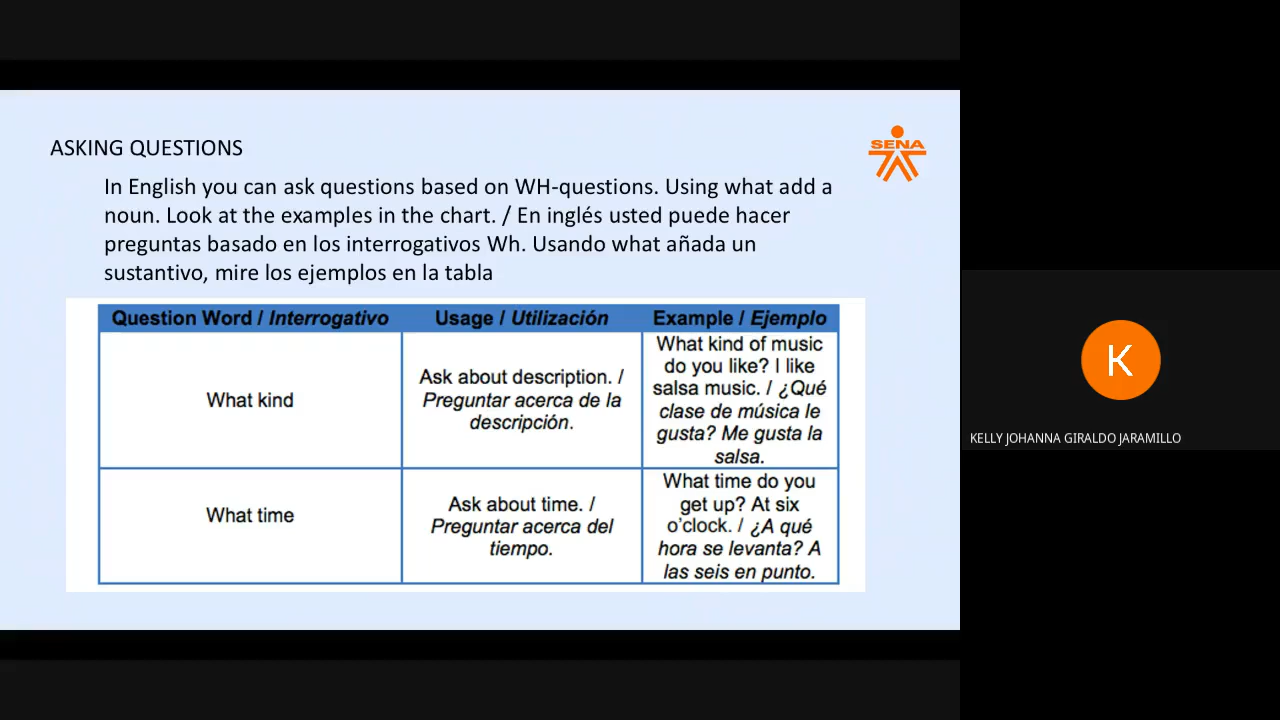 ASKING QUESTIONS
SENA
In English you can ask questions based on WH-questions. Using what add a
noun. Look at the examples in the chart. / En inglés usted puede hacer
preguntas basado en los interrogativos Wh. Usando what añada un
sustantivo, mire los ejemplos en la tabla
Question Word / Interrogativo
Usage / Utilización
Example / Ejemplo
What kind
Ask about description. /
Preguntar acerca de la
descripción.
What kind of music
do you like? I like
salsa music. / ¿Qué
clase de música le
gusta? Me gusta la
salsa.
What time
Ask about time. /
Preguntar acerca del
tiempo.
What time do you
get up? At six
o'clock. / ¿A qué
hora se levanta? A
las seis en punto.
K
KELLY JOHANNA GIRALDO JARAMILLO